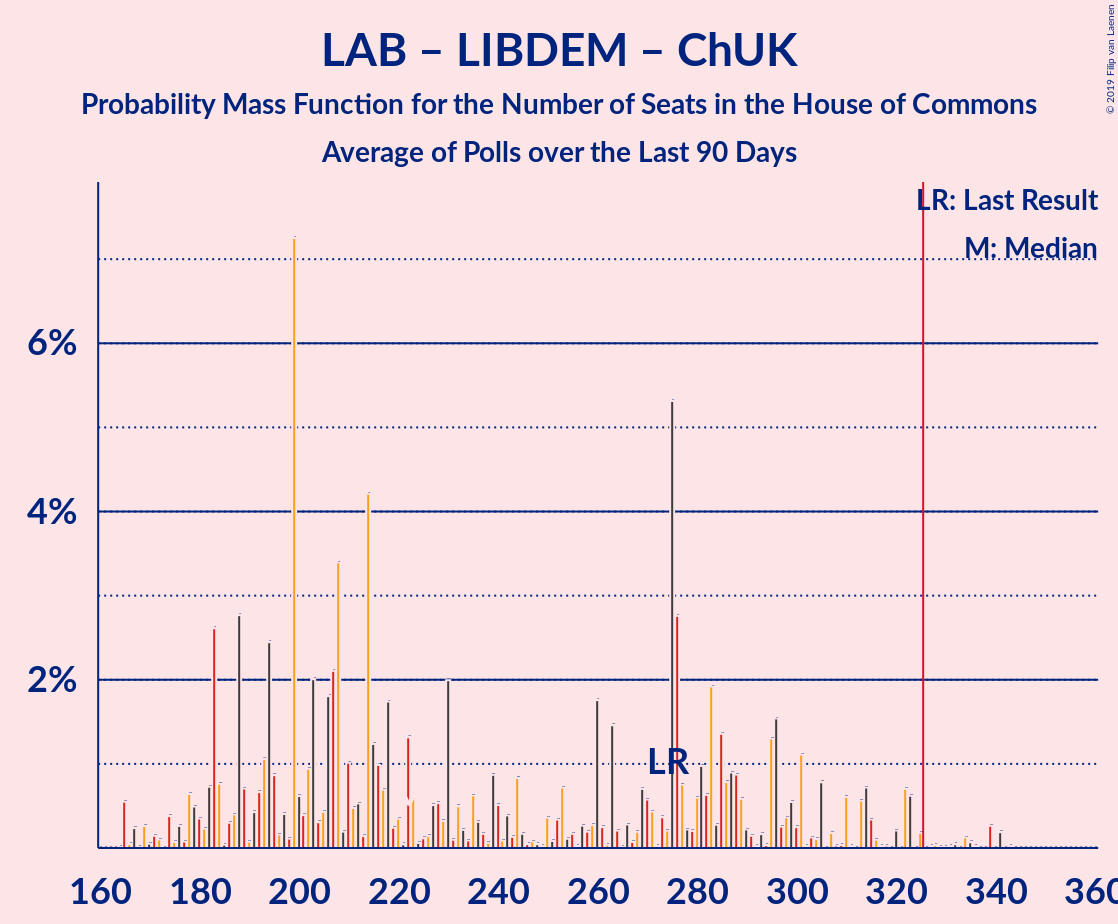 LAB – LIBDEM – ChUK
Probability Mass Function for the Number of Seats in the House of Commons
Average of Polls over the Last 90 Days
© 2019 Filip van Laenen
LR: Last Result
M: Median
6%
4%
2%
LR
160 180 200 220 240 260 280 300 320 340 360